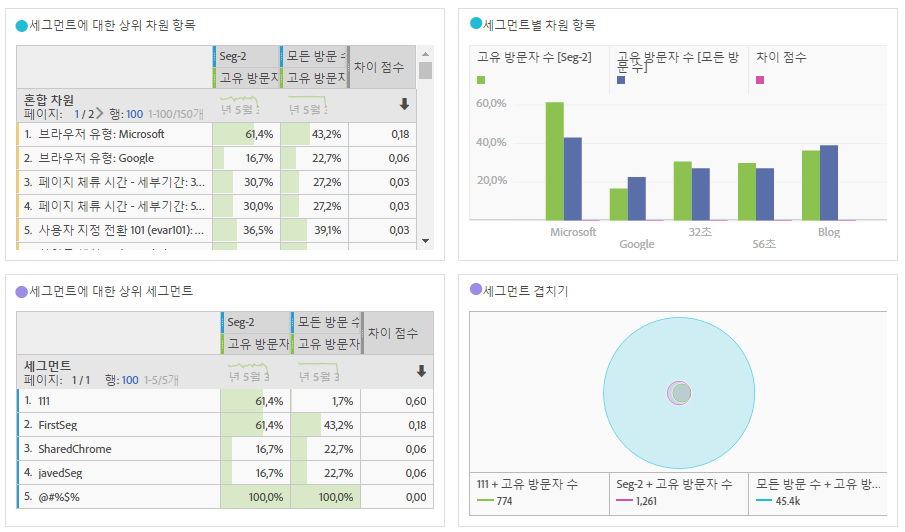 세그먼트에 대한 상위 차원 항목
Seg-2 모든 방문 수 차이 점수
고유 방문자 고유 방문자
혼합 차원
년 5월 3 년 5월 3
페이지: 1 / 2 행: 100 1-100/150개
1. 브라우저 유형: Microsoft 61,4% 43,2% 0,18
2. 브라우저 유형: Google 16,7% 22,7% 0,06
3. 페이지 체류 시간 - 세부기간: 3... 30,7% 27,2% 0,03
4. 페이지 체류 시간 - 세부기간: 5... 30,0% 27,2% 0,03
5. 사용자 지정 전환 101 (evar101):... 36,5% 39,1% 0,03
세그먼트별 차원 항목
고유 방문자 수 [Seg-2] 고유 방문자 수 [모든 방문 수] 차이 점수
60,0%
40,0%
20,0%
Microsoft Google 32초 56초 Blog
세그먼트에 대한 상위 세그먼트
Seg-2 모든 방문 수 차이 점수
고유 방문자 고유 방문자
세그먼트
년 5월 3 년 5월 3
페이지: 1 / 1 행: 100 1-5/5개
1. 111 61,4% 1,7% 0,60
2. FirstSeg 61,4% 43,2% 0,18
3. SharedChrome 16,7% 22,7% 0,06
4. javedSeg 16,7% 22,7% 0,06
5. @#%$% 100,0% 100,0% 0,00
세그먼트 겹치기
111 + 고유 방문자 수 Seg-2 + 고유 방문자 수 모든 방문 수 + 고유 방...
774 1,261 45.4k